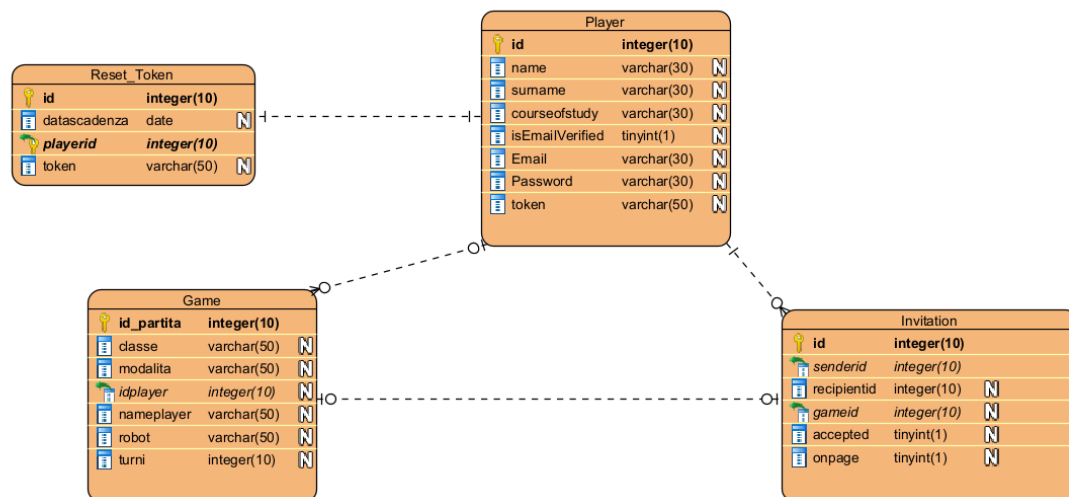 Player
id integer(10)
name varchar(30) N
surname varchar(30) N
courseofstudy varchar(30) N
isEmailVerified tinyint(1) N
Email varchar(30) N
Password varchar(30) N
token varchar(50) N
Reset_Token
id integer(10)
datascadenza date N
playerid integer(10)
token varchar(50) N
Game
id_partita integer(10)
classe varchar(50) N
modalita varchar(50) N
idplayer integer(10) N
nameplayer varchar(50) N
robot varchar(50) N
turni integer(10) N
Invitation
id integer(10)
senderid integer(10)
recipientid integer(10) N
gameid integer(10) N
accepted tinyint(1) N
onpage tinyint(1) N